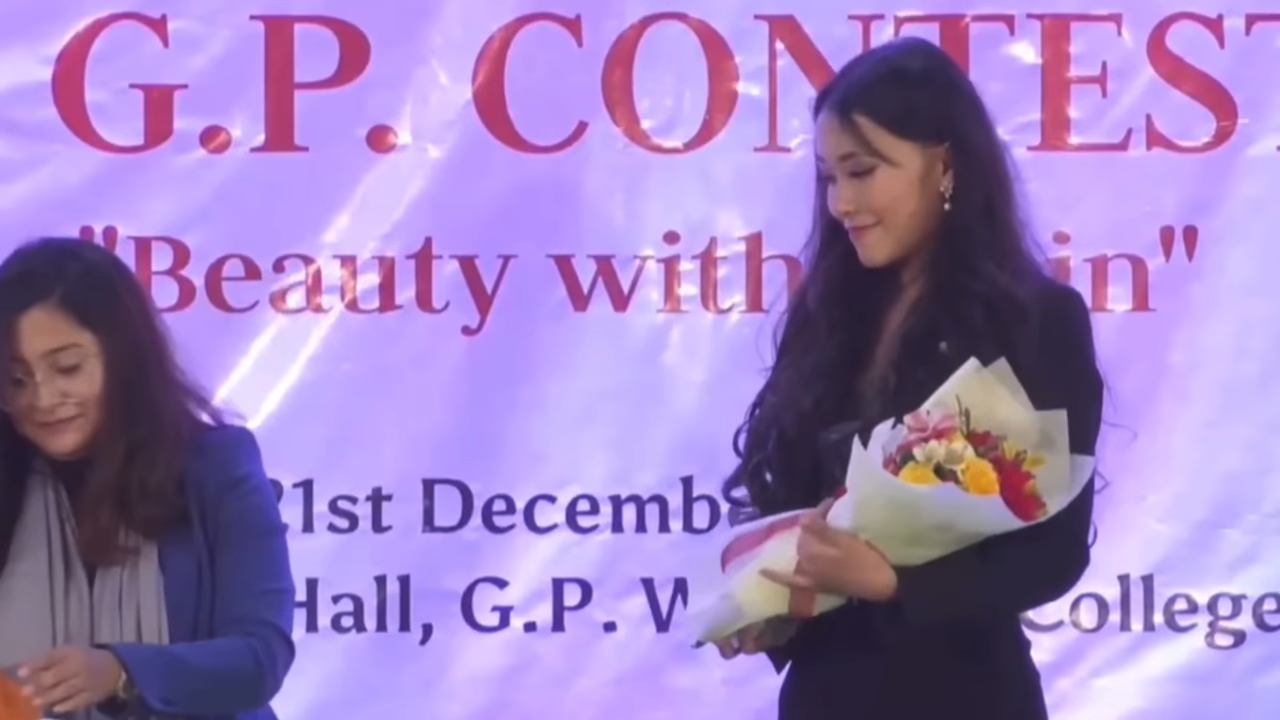 G.P. CONTEST
"Beauty with in"
21st Decemb
Hall, G.P. W College